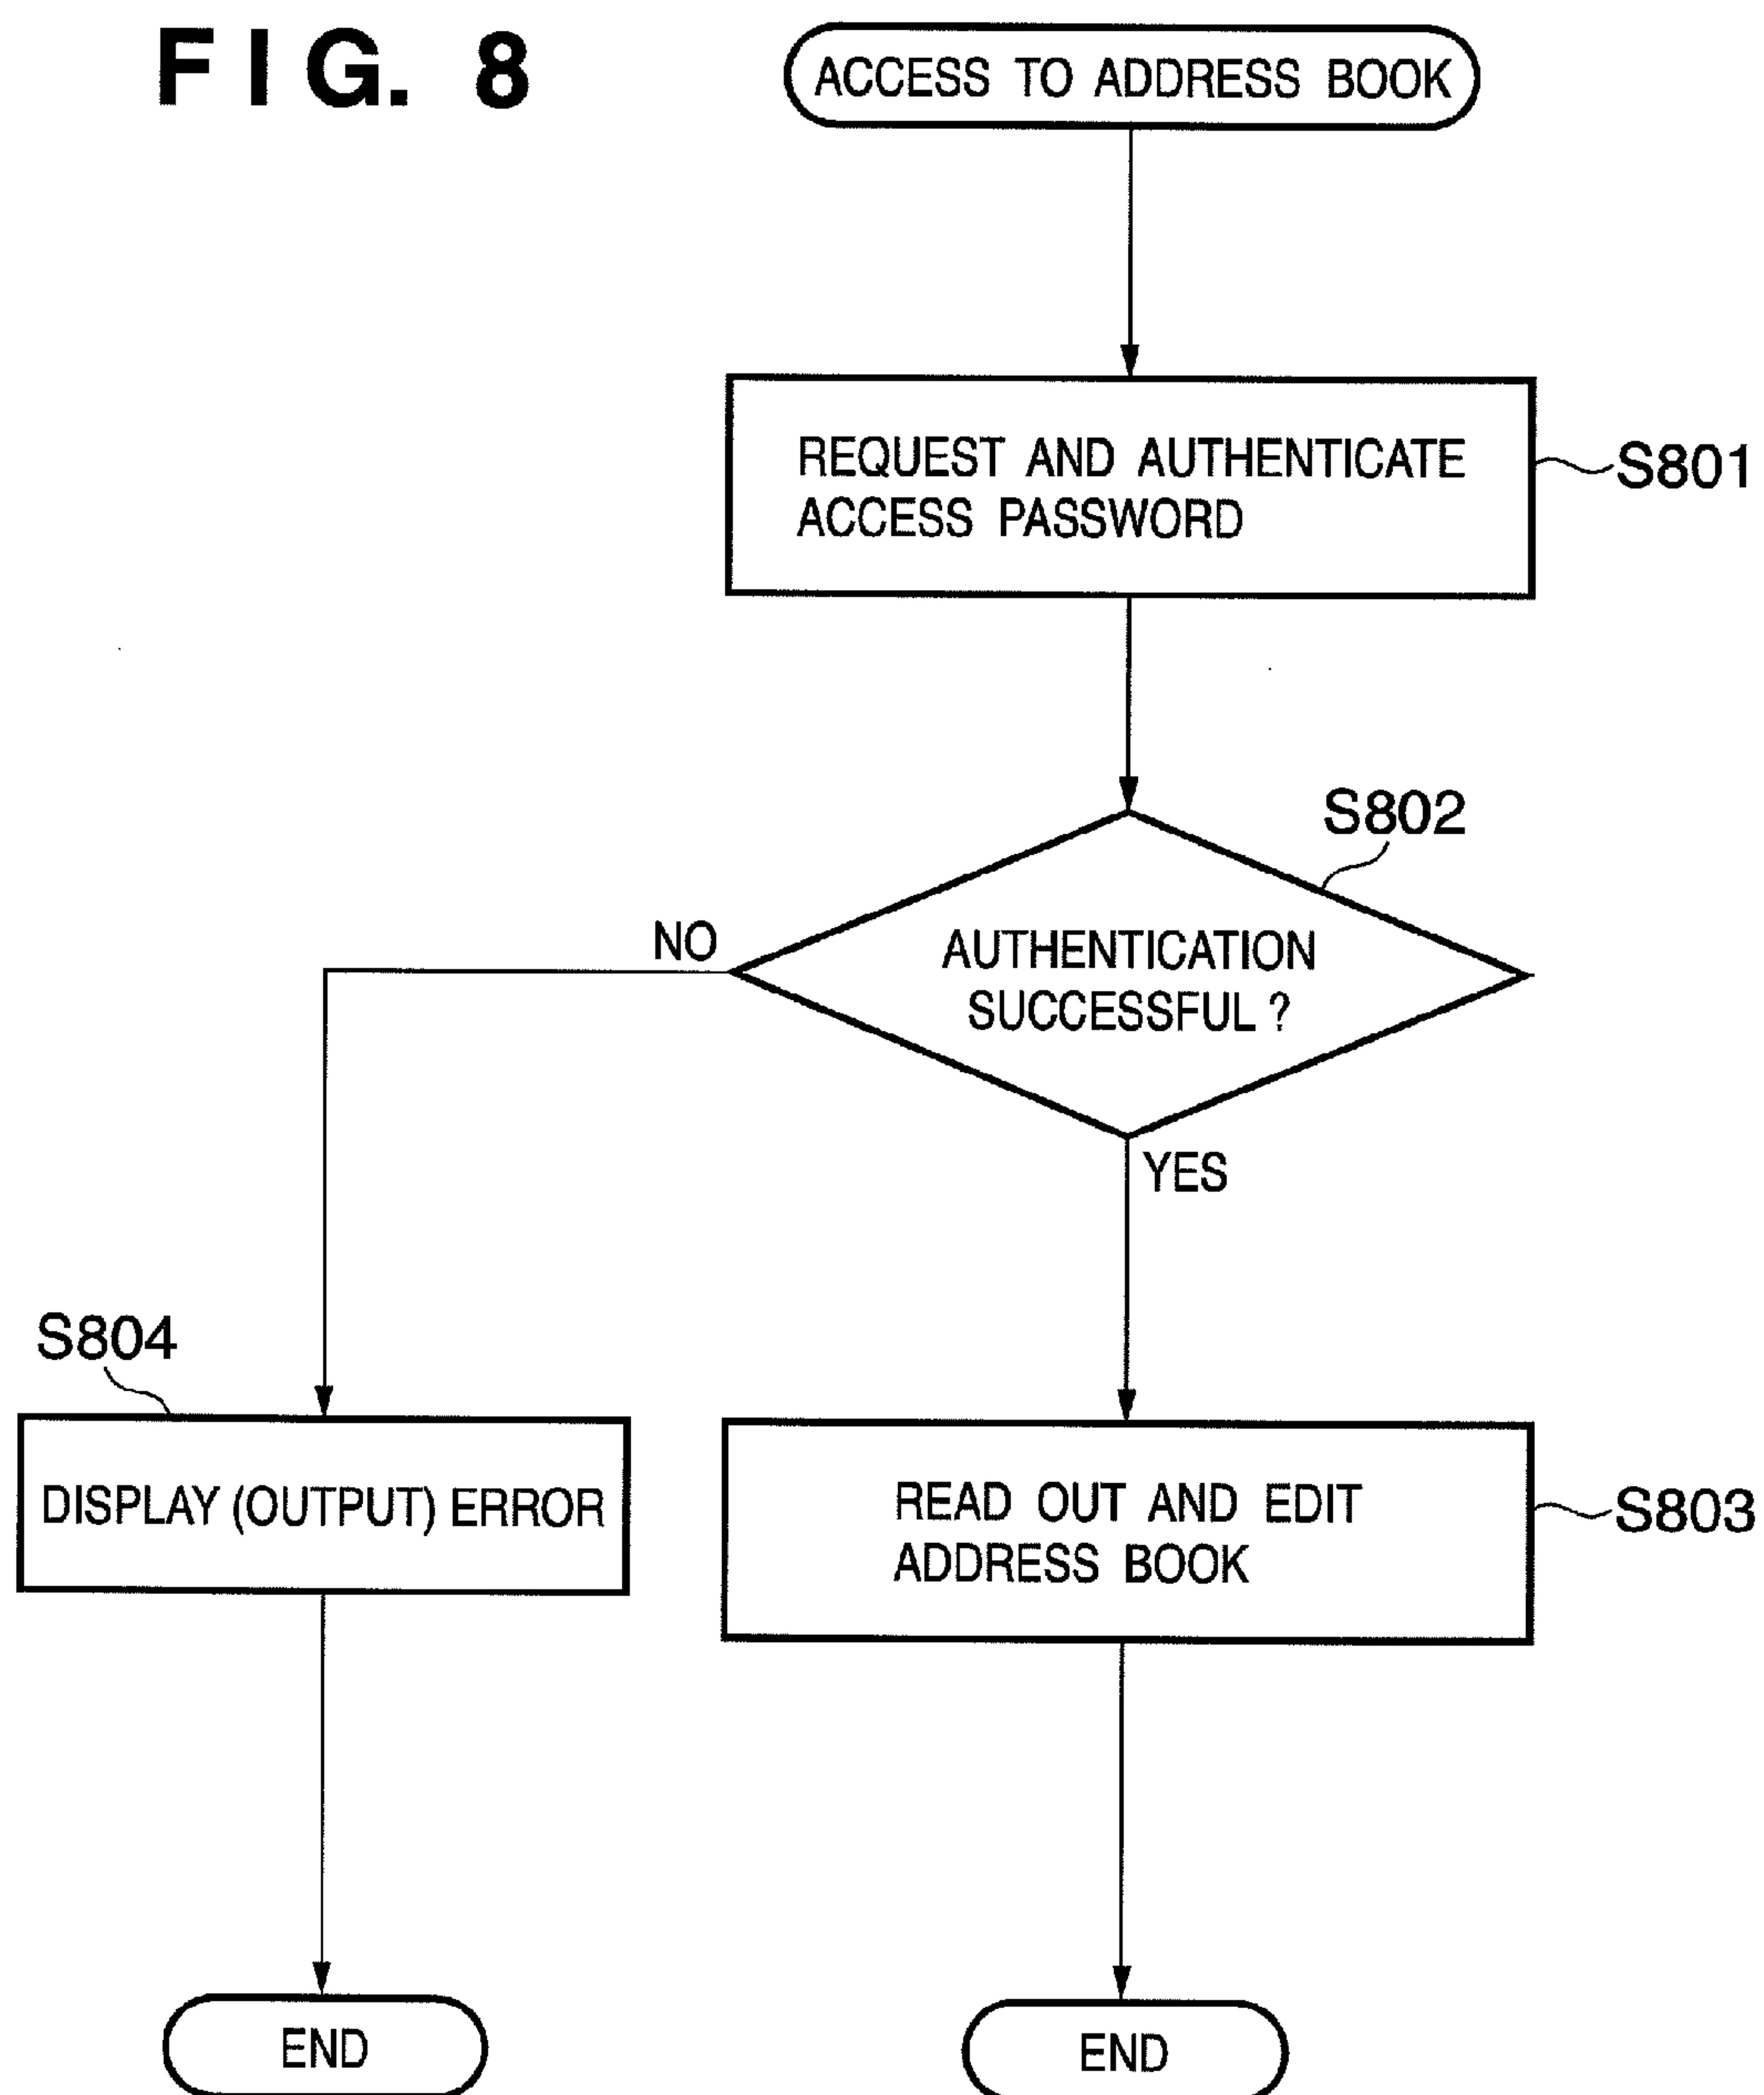 FIG. 8
ACCESS TO ADDRESS BOOK
REQUEST AND AUTHENTICATE
ACCESS PASSWORD
S801
S802
AUTHENTICATION
SUCCESSFUL ?
NO
YES
S804
DISPLAY (OUTPUT) ERROR
READ OUT AND EDIT
ADDRESS BOOK
S803
END
END